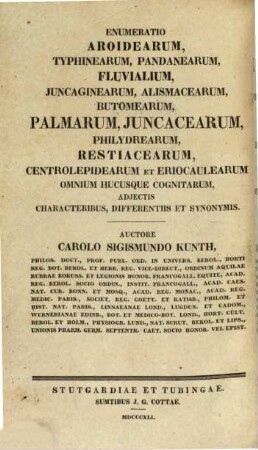 ENUMERATIO
AROIDEARUM,
TYPHINEARUM, PANDANEARUM,
FLUVIALIUM,
JUNCAGINEARUM, ALISMACEARUM,
BUTOMEARUM,
PALMARUM, JUNCACEARUM,
PHILYDREARUM,
RESTIACEARUM,
CENTROLEPIDEARUM ET ERIOCAULEARUM
OMNIUM HUCUSQUE COGNITARUM,
ADJECTIS
CHARACTERIBUS, DIFFERENTIIS ET SYNONYMIS.
AUCTORE
CAROLO SIGISMUNDO KUNTH,
PHILOS. DOCT., PROF. PUBL. ORD. IN UNIVERS. BEROL., HORTI
REG. BOT. BEROL. ET HERB. REG. VICE-DIRECT., ORDINUM AQUILAE
RUBRAE BORUSS. ET LEGIONIS HONOR. FRANCOGALL. EQUITE, ACAD.
REG. BEROL. SOCIO ORDIN., INSTIT. FRANCOGALL., ACAD. CAES.
NAT. CUR. BONN. ET MOSQ., ACAD. REG. MONAC., ACAD. REG.
MEDIC. PARIS., SOCIET. REG. GOETT. ET RATISB., PHILOM. ET
HIST. NAT. PARIS., LINNAEANAE LOND., LUGDUN. ET CADOM.,
WERNERIANAE EDINB., BOT. ET MEDICO-BOT. LOND., HORT. CULT.
BEROL. ET HOLM., PHYSIOGR. LUND., NAT. SCRUT. BEROL. ET LIPS.,
UNIONIS PHARM. GERM. SEPTENTR. CAET. SOCIO HONOR. VEL EPIST.
STUTGARDIAE ET TUBINGAE.
SUMTIBUS J. G. COTTAE.
MDCCCXLI.